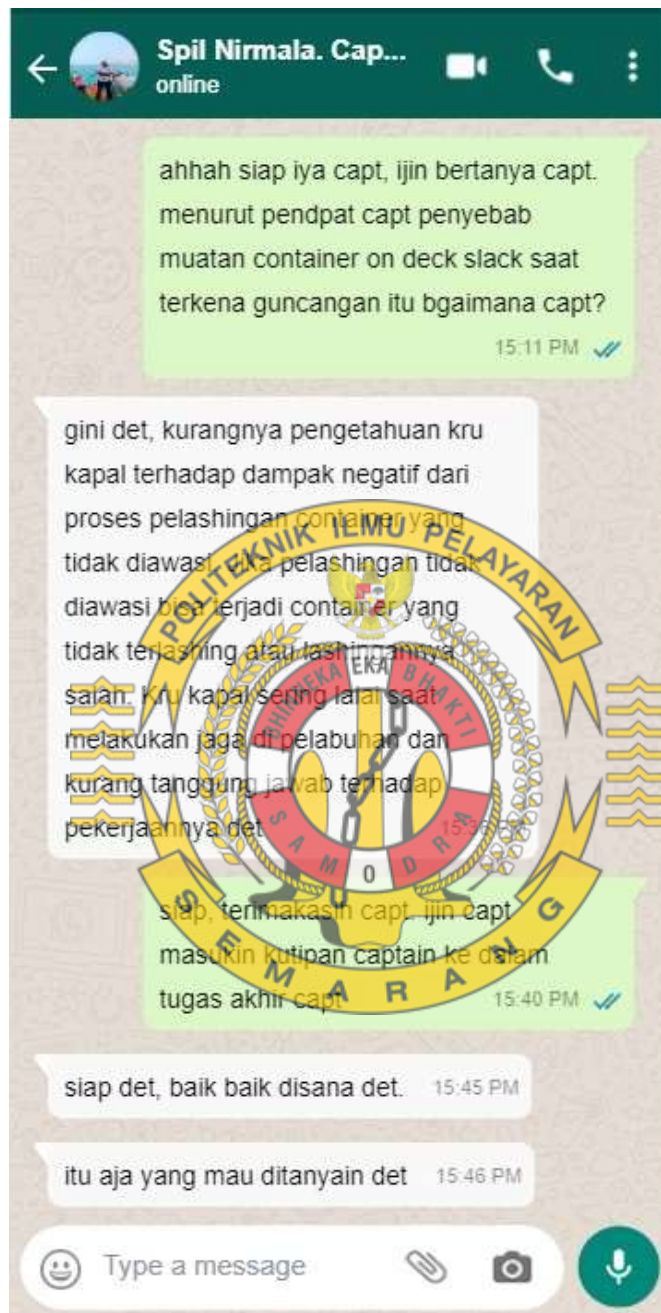 Spil Nirmala. Cap...
online
ahhah siap iya capt, ijin bertanya capt.
menurut pendpat capt penyebab
muatan container on deck slack saat
terkena guncangan itu bgaimana capt?
15:11 PM
gini det, kurangnya pengetahuan kru
kapal terhadap dampak negatif dari
proses pelashingan container yang
tidak diawasi, jika pelashingan tidak
diawasi bisa terjadi container yang
tidak terlashing atau lashingannya
salah. Kru kapal sering lalai saat
melakukan jaga di pelabuhan dan
kurang tanggung jawab terhadap
pekerjaannya det
siap, terimakasih capt. ijin capt
masukin kutipan captain ke dalam
tugas akhir capt
15:40 PM
siap det, baik baik disana det.
15:45 PM
itu aja yang mau ditanyain det
15:46 PM
Type a message
POLITEKNIK ILMU PELAYARAN
BHINNEKA EKA BHAKTI
SAMODRA
SEMARANG